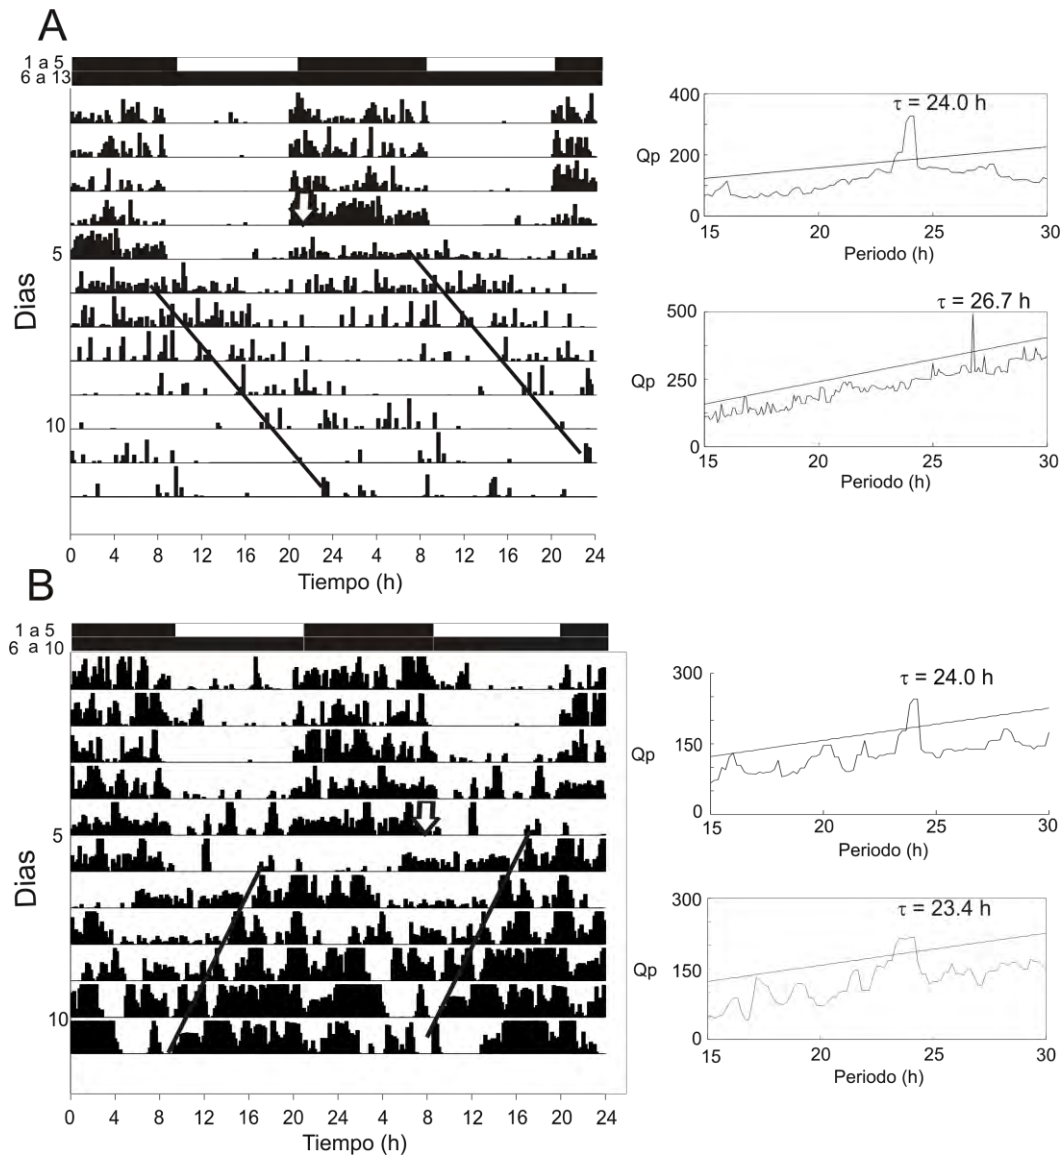 A
1 a 5
6 a 13
Dias
5
10
0 4 8 12 16 20 24 4 8 12 16 20 24
Tiempo (h)
τ = 24.0 h
Qp
400
200
0
15 20 25 30
Periodo (h)
τ = 26.7 h
Qp
500
250
0
15 20 25 30
Periodo (h)
B
1 a 5
6 a 10
Dias
5
10
0 4 8 12 16 20 24 4 8 12 16 20 24
Tiempo (h)
τ = 24.0 h
Qp
300
150
0
15 20 25 30
Periodo (h)
τ = 23.4 h
Qp
300
150
0
15 20 25 30
Periodo (h)